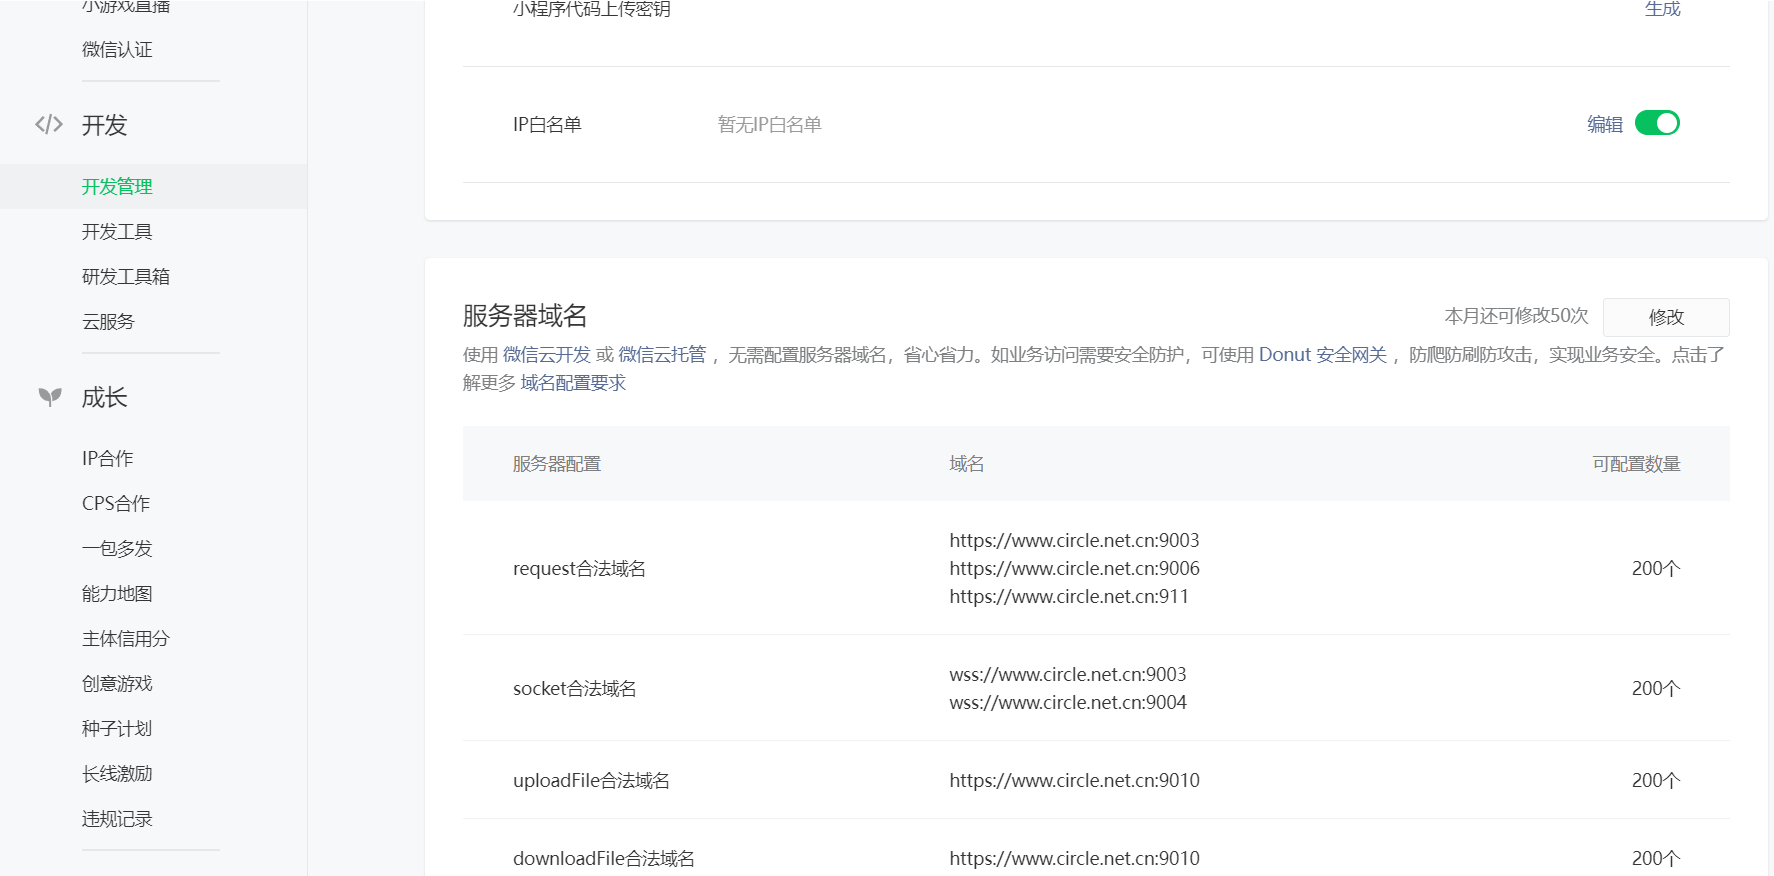 小游戏直播
微信认证
开发
开发管理
开发工具
研发工具箱
云服务
成长
IP合作
CPS合作
一包多发
能力地图
主体信用分
创意游戏
种子计划
长线激励
违规记录
小程序代码上传密钥
生成
IP白名单
暂无IP白名单
编辑
服务器域名
本月还可修改50次
修改
使用 微信云开发 或 微信云托管 ，无需配置服务器域名，省心省力。如业务访问需要安全防护，可使用 Donut 安全网关 ，防爬防刷防攻击，实现业务安全。点击了
解更多 域名配置要求
服务器配置 域名 可配置数量
request合法域名
https://www.circle.net.cn:9003
https://www.circle.net.cn:9006
https://www.circle.net.cn:911
200个
socket合法域名
wss://www.circle.net.cn:9003
wss://www.circle.net.cn:9004
200个
uploadFile合法域名 https://www.circle.net.cn:9010 200个
downloadFile合法域名 https://www.circle.net.cn:9010 200个